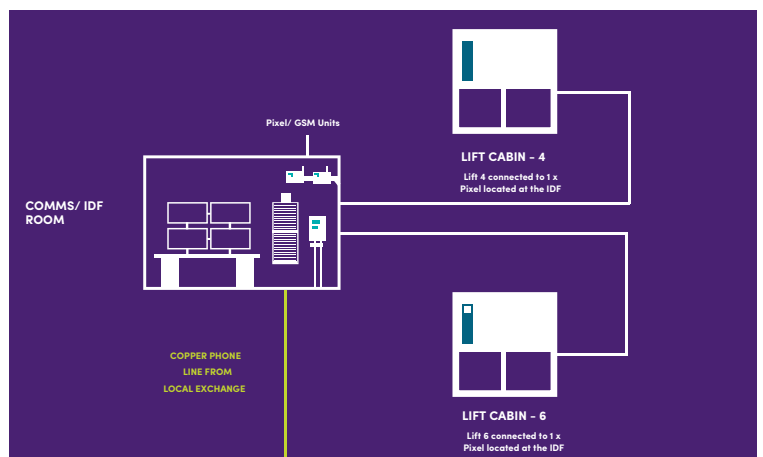 Pixel/ GSM Units
COMMS/ IDF
ROOM
COPPER PHONE
LINE FROM
LOCAL EXCHANGE
LIFT CABIN - 4
Lift 4 connected to 1 x
Pixel located at the IDF
LIFT CABIN - 6
Lift 6 connected to 1 x
Pixel located at the IDF